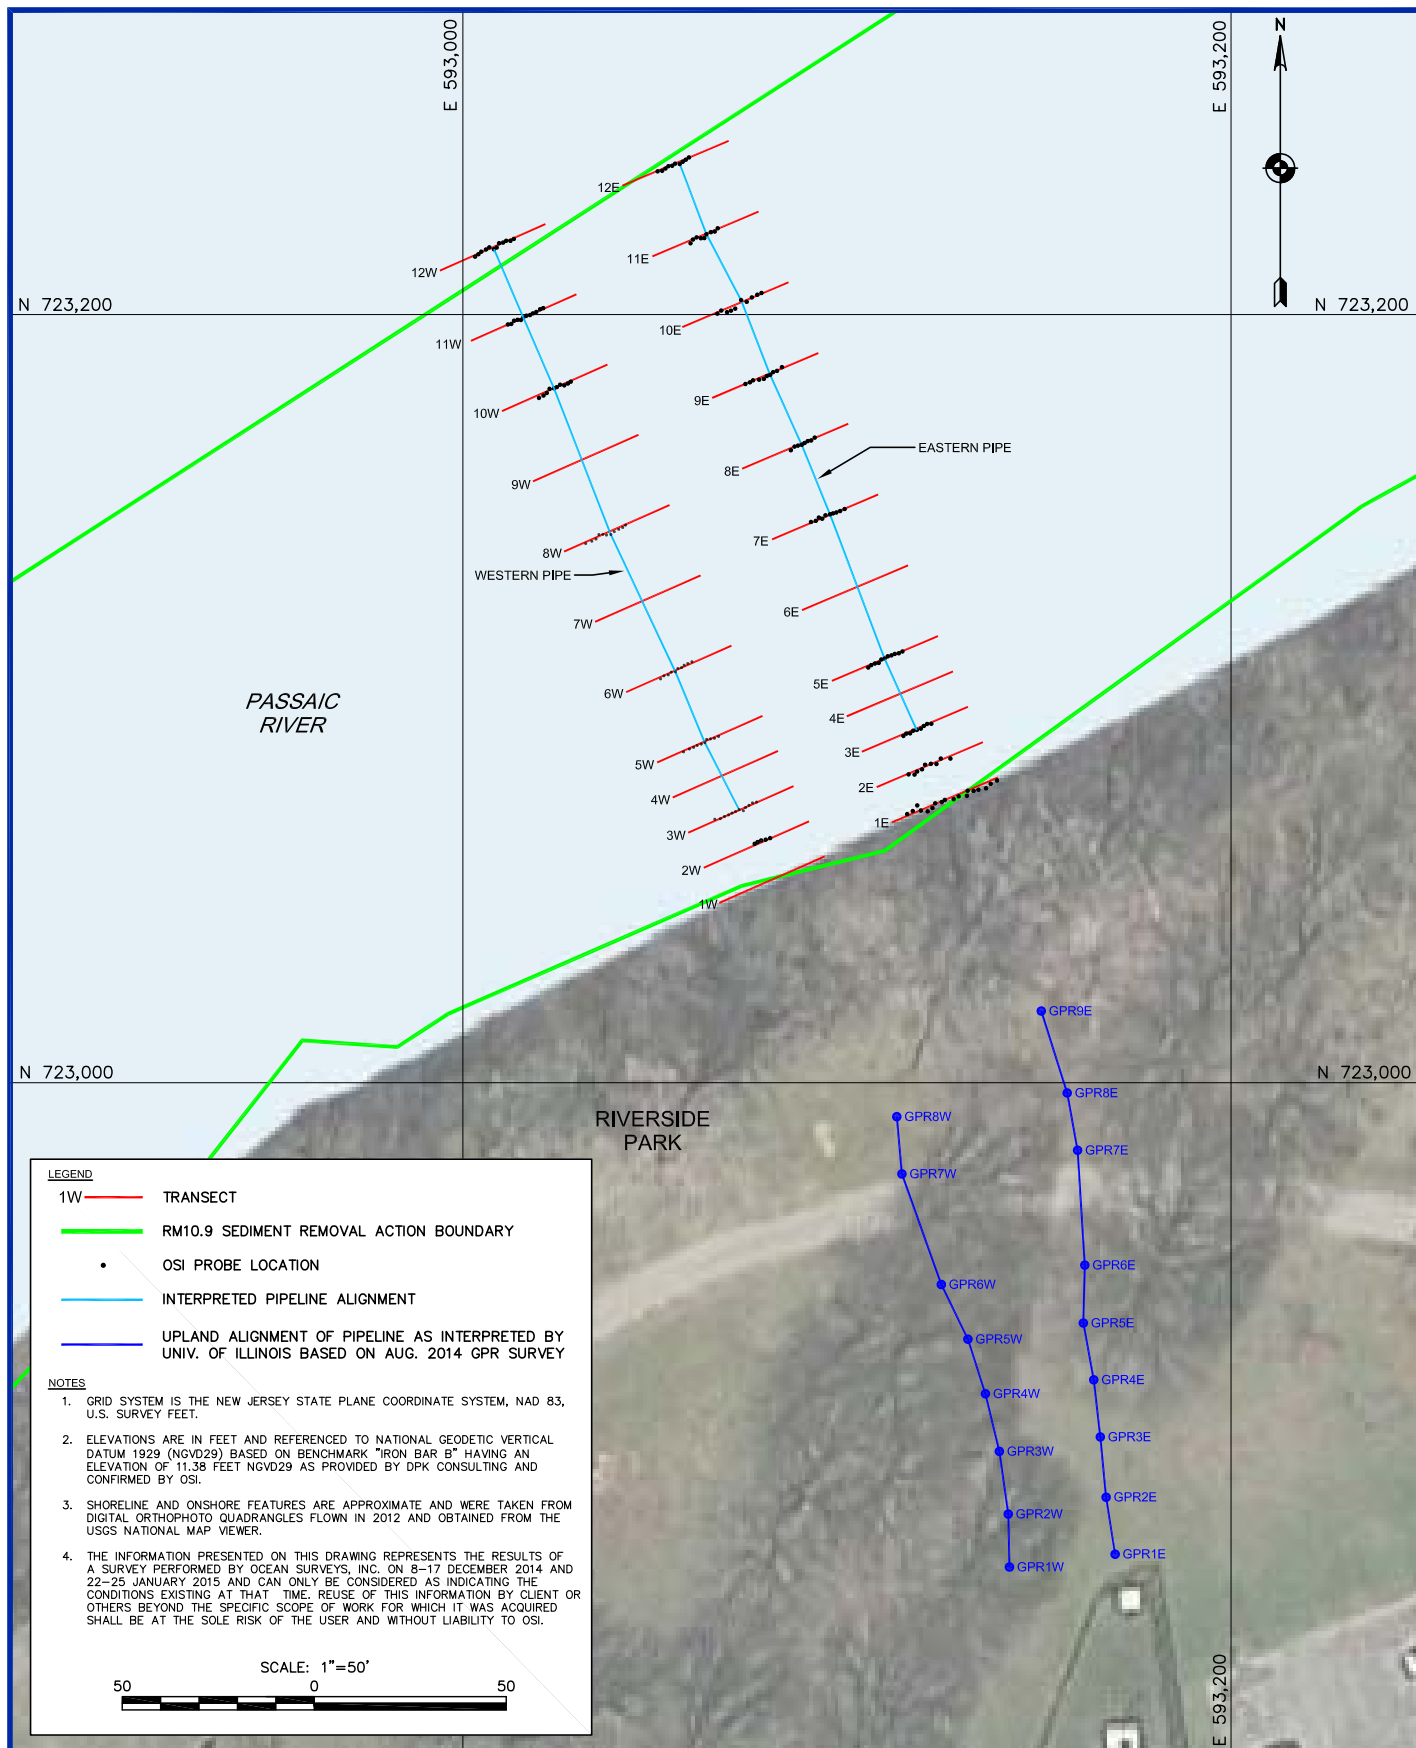 E 593,000
E 593,200
N
12E
11E
12W
N 723,200
N 723,200
10E
11W
9E
10W
EASTERN PIPE
8E
9W
7E
8W
WESTERN PIPE
6E
7W
5E
6W
PASSAIC
RIVER
4E
3E
5W
2E
4W
1E
3W
2W
1W
GPR9E
N 723,000
N 723,000
GPR8E
RIVERSIDE
PARK
GPR8W
GPR7E
GPR7W
GPR6E
GPR6W
GPR5E
GPR5W
GPR4E
GPR4W
GPR3E
GPR3W
GPR2E
GPR2W
GPR1E
GPR1W
E 593,200
LEGEND
1W TRANSECT
RM10.9 SEDIMENT REMOVAL ACTION BOUNDARY
OSI PROBE LOCATION
INTERPRETED PIPELINE ALIGNMENT
UPLAND ALIGNMENT OF PIPELINE AS INTERPRETED BY
UNIV. OF ILLINOIS BASED ON AUG. 2014 GPR SURVEY
NOTES
1. GRID SYSTEM IS THE NEW JERSEY STATE PLANE COORDINATE SYSTEM, NAD 83,
U.S. SURVEY FEET.
2. ELEVATIONS ARE IN FEET AND REFERENCED TO NATIONAL GEODETIC VERTICAL
DATUM 1929 (NGVD29) BASED ON BENCHMARK "IRON BAR B" HAVING AN
ELEVATION OF 11.38 FEET NGVD29 AS PROVIDED BY DPK CONSULTING AND
CONFIRMED BY OSI.
3. SHORELINE AND ONSHORE FEATURES ARE APPROXIMATE AND WERE TAKEN FROM
DIGITAL ORTHOPHOTO QUADRANGLES FLOWN IN 2012 AND OBTAINED FROM THE
USGS NATIONAL MAP VIEWER.
4. THE INFORMATION PRESENTED ON THIS DRAWING REPRESENTS THE RESULTS OF
A SURVEY PERFORMED BY OCEAN SURVEYS, INC. ON 8-17 DECEMBER 2014 AND
22-25 JANUARY 2015 AND CAN ONLY BE CONSIDERED AS INDICATING THE
CONDITIONS EXISTING AT THAT TIME. REUSE OF THIS INFORMATION BY CLIENT OR
OTHERS BEYOND THE SPECIFIC SCOPE OF WORK FOR WHICH IT WAS ACQUIRED
SHALL BE AT THE SOLE RISK OF THE USER AND WITHOUT LIABILITY TO OSI.
SCALE: 1"=50'
50 0 50